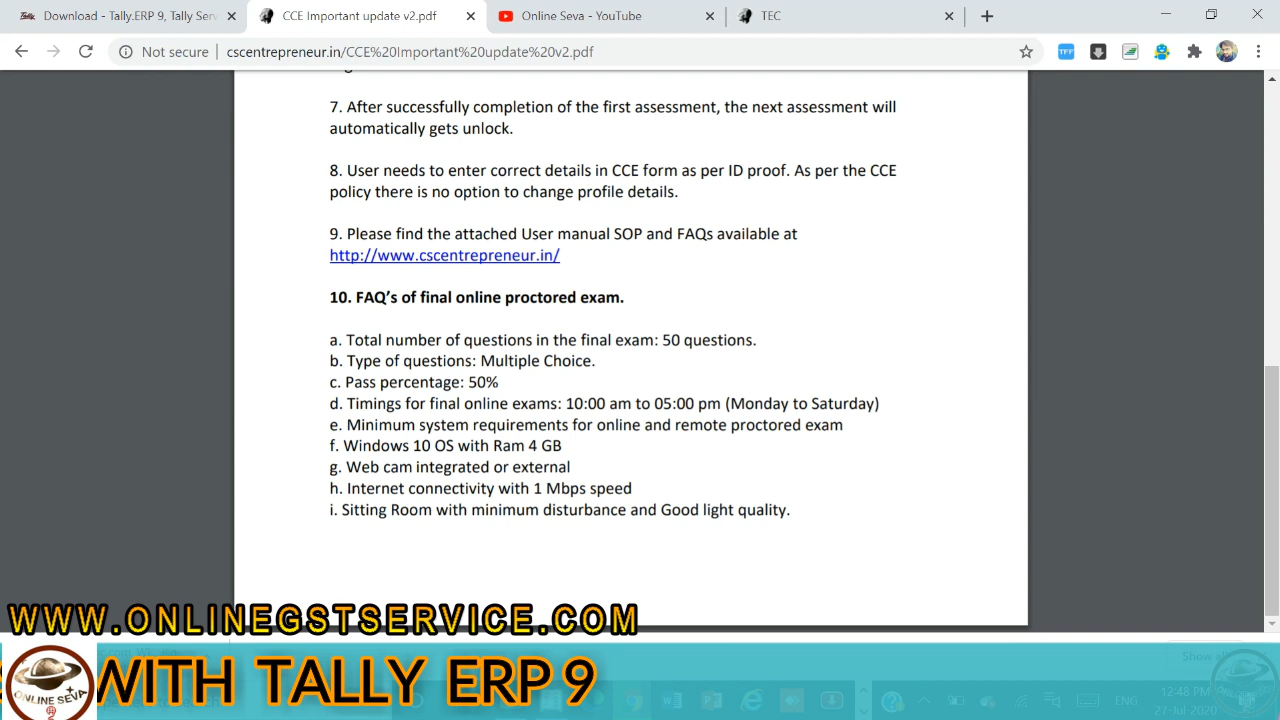 Download - Tally.ERP 9, Tally Ser
CCE Important update v2.pdf
Online Seva - YouTube
TEC
Not secure
cscentrepreneur.in/CCE%20Important%20update%20v2.pdf
TFF
7. After successfully completion of the first assessment, the next assessment will
automatically gets unlock.
8. User needs to enter correct details in CCE form as per ID proof. As per the CCE
policy there is no option to change profile details.
9. Please find the attached User manual SOP and FAQs available at
http://www.cscentrepreneur.in/
10. FAQ’s of final online proctored exam.
a. Total number of questions in the final exam: 50 questions.
b. Type of questions: Multiple Choice.
c. Pass percentage: 50%
d. Timings for final online exams: 10:00 am to 05:00 pm (Monday to Saturday)
e. Minimum system requirements for online and remote proctored exam
f. Windows 10 OS with Ram 4 GB
g. Web cam integrated or external
h. Internet connectivity with 1 Mbps speed
i. Sitting Room with minimum disturbance and Good light quality.
WWW.ONLINEGSTSERVICE.COM
WITH TALLY ERP 9
ONLINE SEVA
ENG
12:48 PM
27-Jul-2020